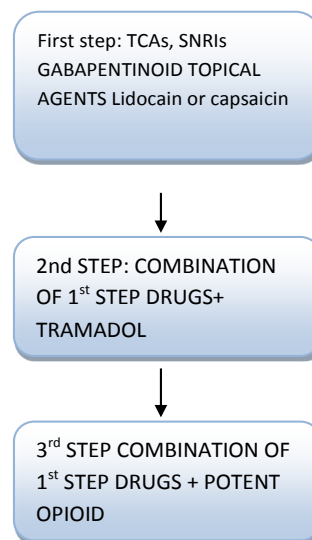 First step: TCAs, SNRIs
GABAPENTINOID TOPICAL
AGENTS Lidocain or capsaicin
2nd STEP: COMBINATION
OF 1st STEP DRUGS+
TRAMADOL
3rd STEP COMBINATION OF
1st STEP DRUGS + POTENT
OPIOID